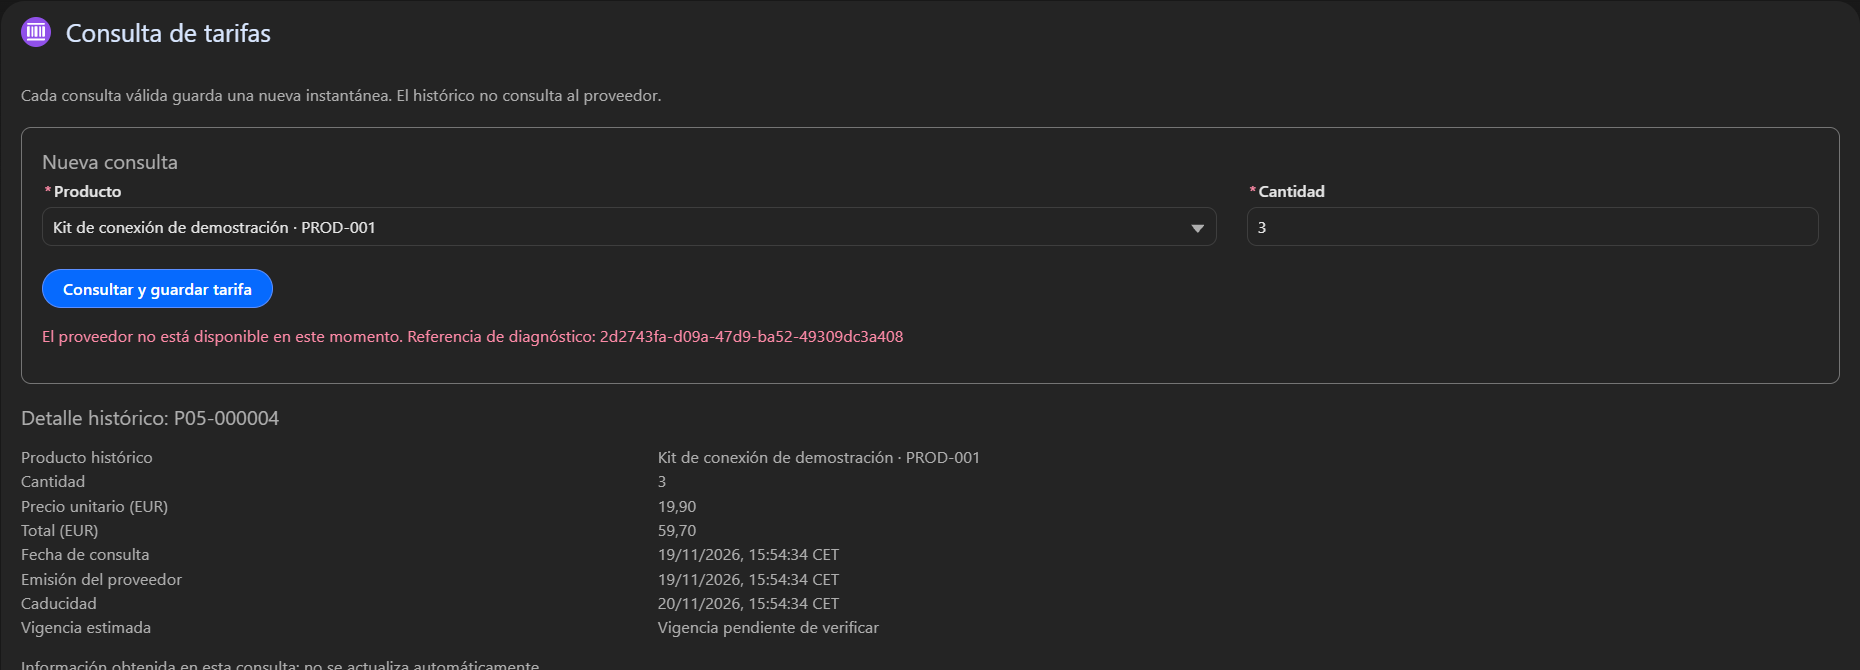 Consulta de tarifas
Cada consulta válida guarda una nueva instantánea. El histórico no consulta al proveedor.
Nueva consulta
*Producto
Kit de conexión de demostración · PROD-001
*Cantidad
3
Consultar y guardar tarifa
El proveedor no está disponible en este momento. Referencia de diagnóstico: 2d2743fa-d09a-47d9-ba52-49309dc3a408
Detalle histórico: P05-000004
Producto histórico Kit de conexión de demostración · PROD-001
Cantidad 3
Precio unitario (EUR) 19,90
Total (EUR) 59,70
Fecha de consulta 19/11/2026, 15:54:34 CET
Emisión del proveedor 19/11/2026, 15:54:34 CET
Caducidad 20/11/2026, 15:54:34 CET
Vigencia estimada Vigencia pendiente de verificar
Información obtenida en esta consulta; no se actualiza automáticamente